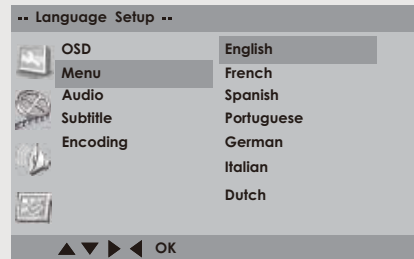 -- Language Setup --
OSD
Menu
Audio
Subtitle
Encoding
English
French
Spanish
Portuguese
German
Italian
Dutch
OK